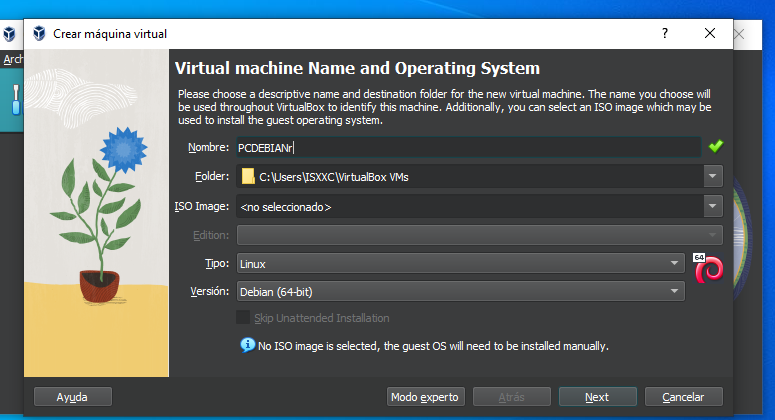 Crear máquina virtual
?
Arch
Virtual machine Name and Operating System
Please choose a descriptive name and destination folder for the new virtual machine. The name you choose will
be used throughout VirtualBox to identify this machine. Additionally, you can select an ISO image which may be
used to install the guest operating system.
Nombre: PCDEBIANr
Folder: C:\Users\ISXXC\VirtualBox VMs
ISO Image: <no seleccionado>
Edition:
Tipo: Linux
64
Versión: Debian (64-bit)
Skip Unattended Installation
No ISO image is selected, the guest OS will need to be installed manually.
Ayuda Modo experto Atrás Next Cancelar